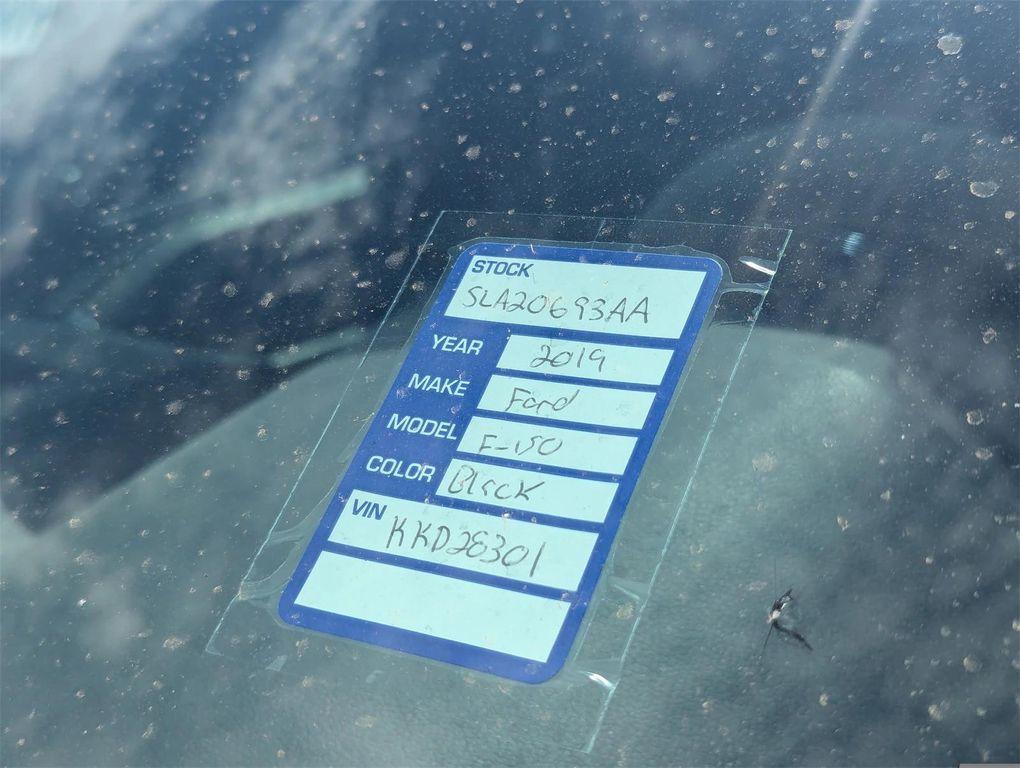 STOCK
SLA20693AA
YEAR 2019
MAKE Ford
MODEL F-150
COLOR Black
VIN KKD28301